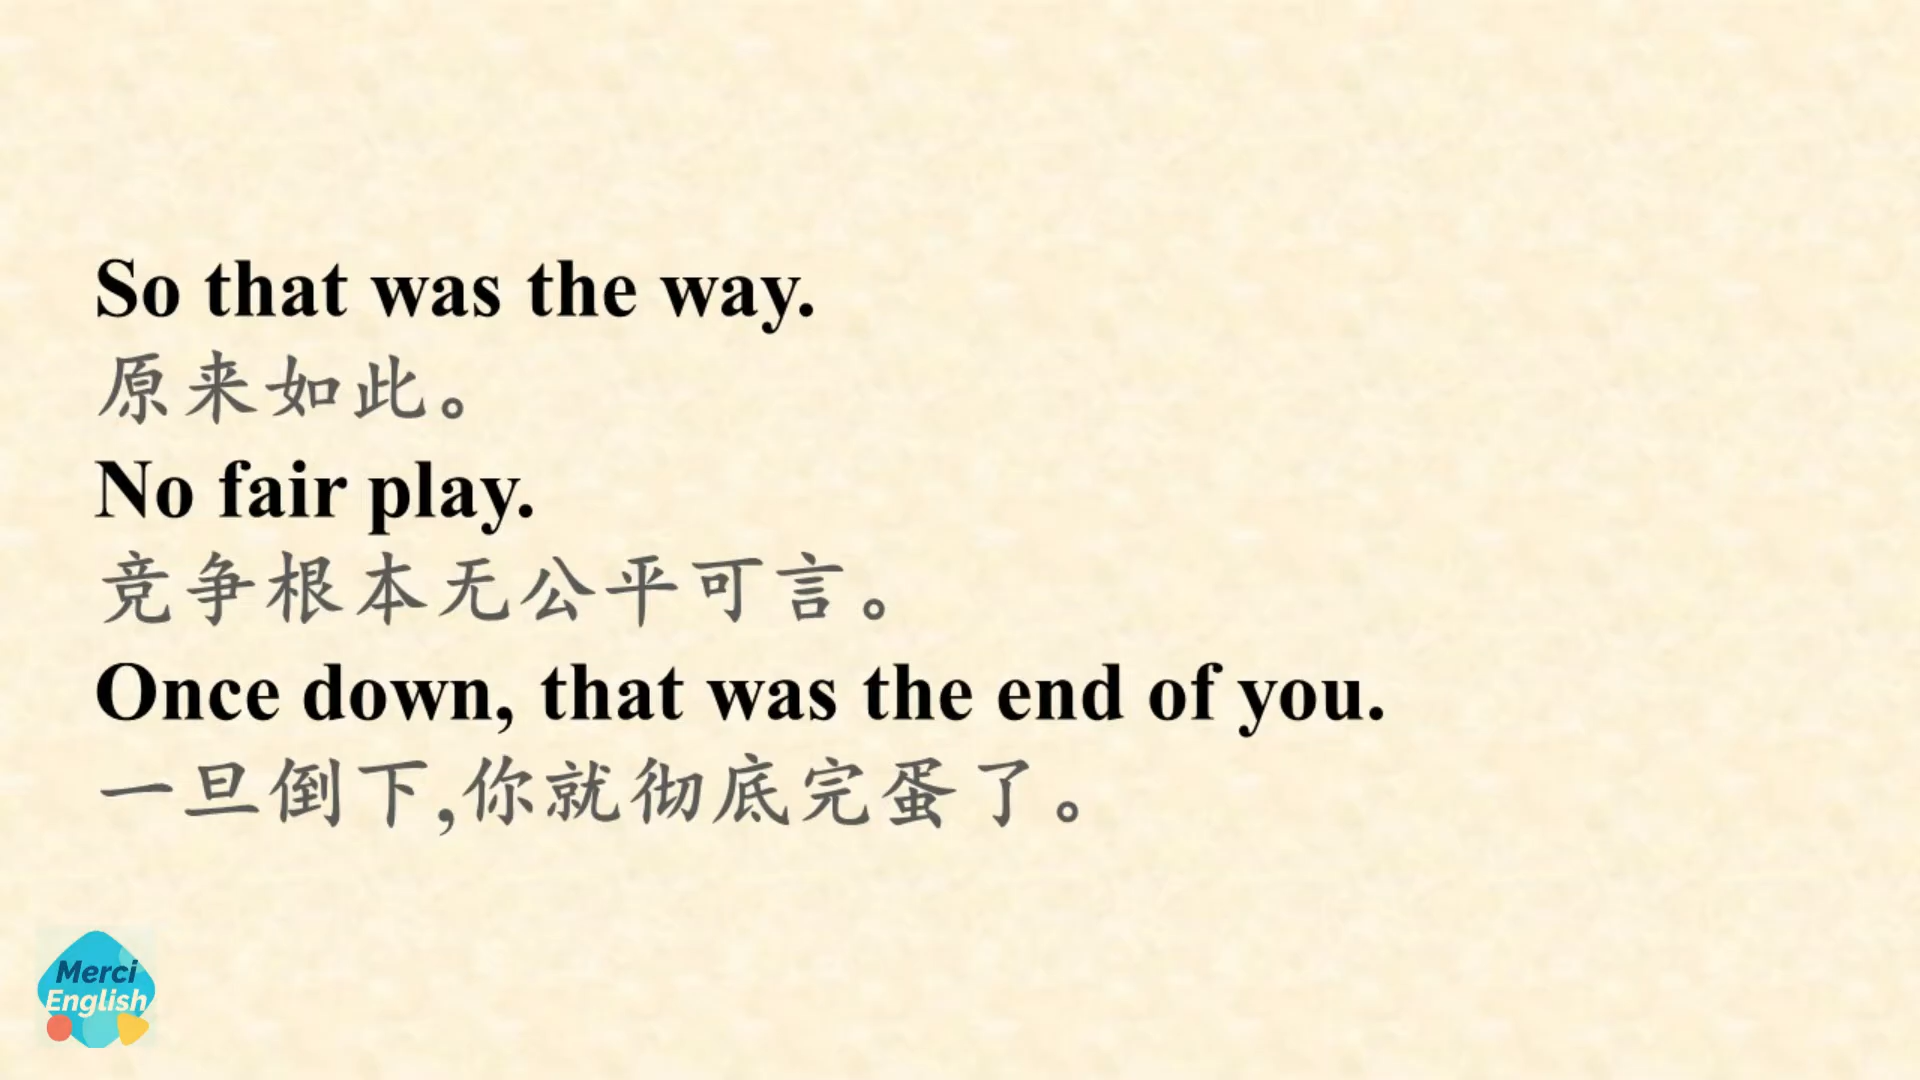 So that was the way.
原来如此。
No fair play.
竞争根本无公平可言。
Once down, that was the end of you.
一旦倒下,你就彻底完蛋了。
Merci
English